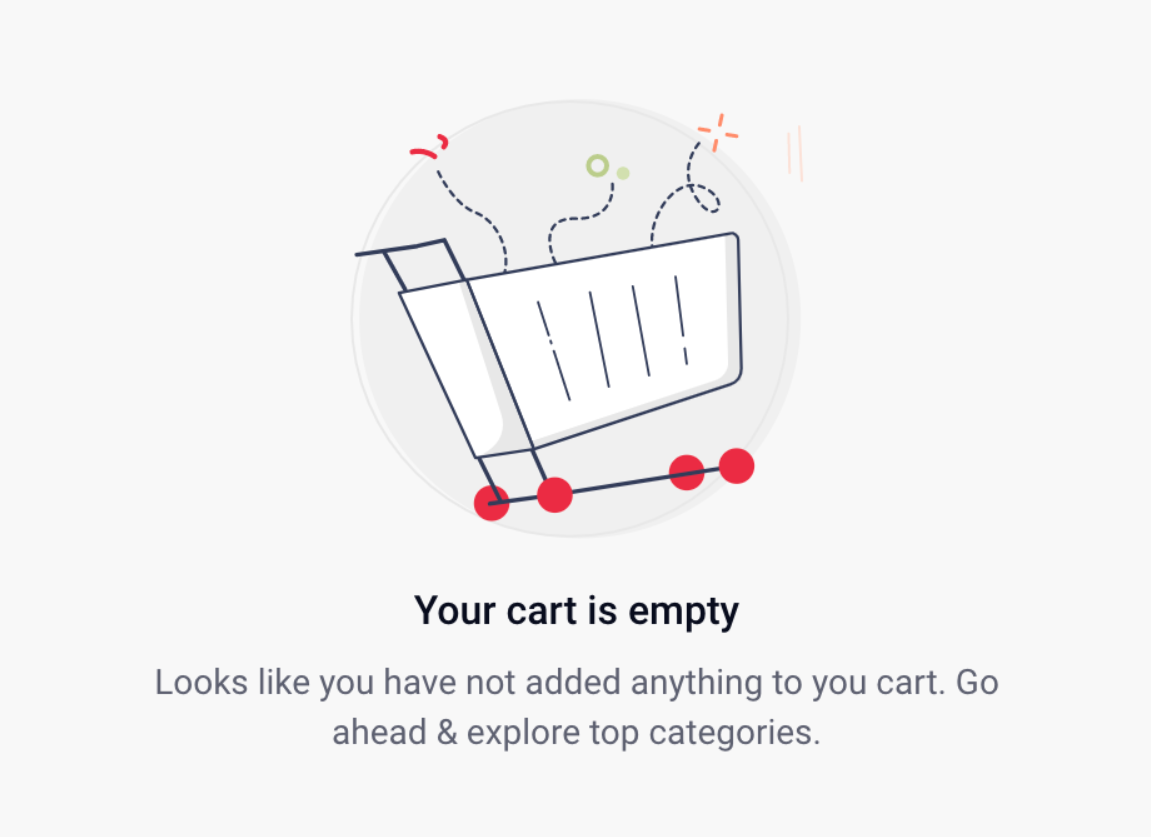 Your cart is empty
Looks like you have not added anything to you cart. Go
ahead & explore top categories.